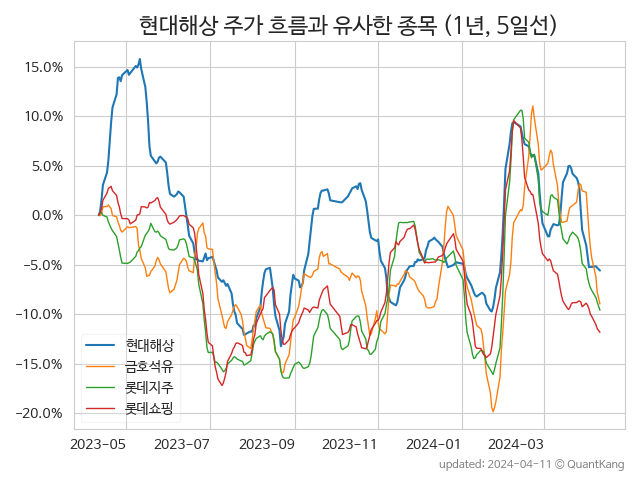 현대해상 주가 흐름과 유사한 종목 (1년, 5일선)
15.0%
10.0%
5.0%
0.0%
-5.0%
-10.0%
-15.0%
-20.0%
현대해상
금호석유
롯데지주
롯데쇼핑
2023-05 2023-07 2023-09 2023-11 2024-01 2024-03
updated: 2024-04-11 © QuantKang